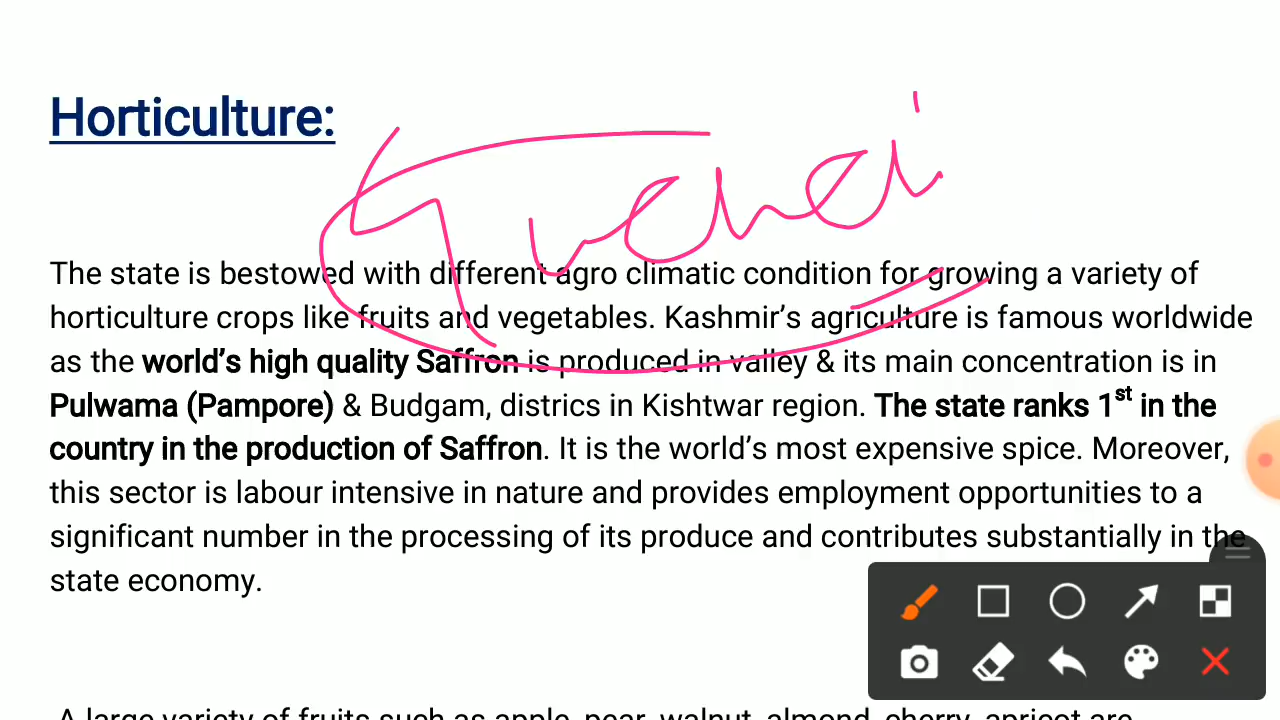 Horticulture:
Gucchi
The state is bestowed with different agro climatic condition for growing a variety of
horticulture crops like fruits and vegetables. Kashmir’s agriculture is famous worldwide
as the world’s high quality Saffron is produced in valley & its main concentration is in
Pulwama (Pampore) & Budgam, districs in Kishtwar region. The state ranks 1st in the
country in the production of Saffron. It is the world’s most expensive spice. Moreover,
this sector is labour intensive in nature and provides employment opportunities to a
significant number in the processing of its produce and contributes substantially in the
state economy.
A large variety of fruits such as apple, pear, walnut, almond, cherry, apricot are